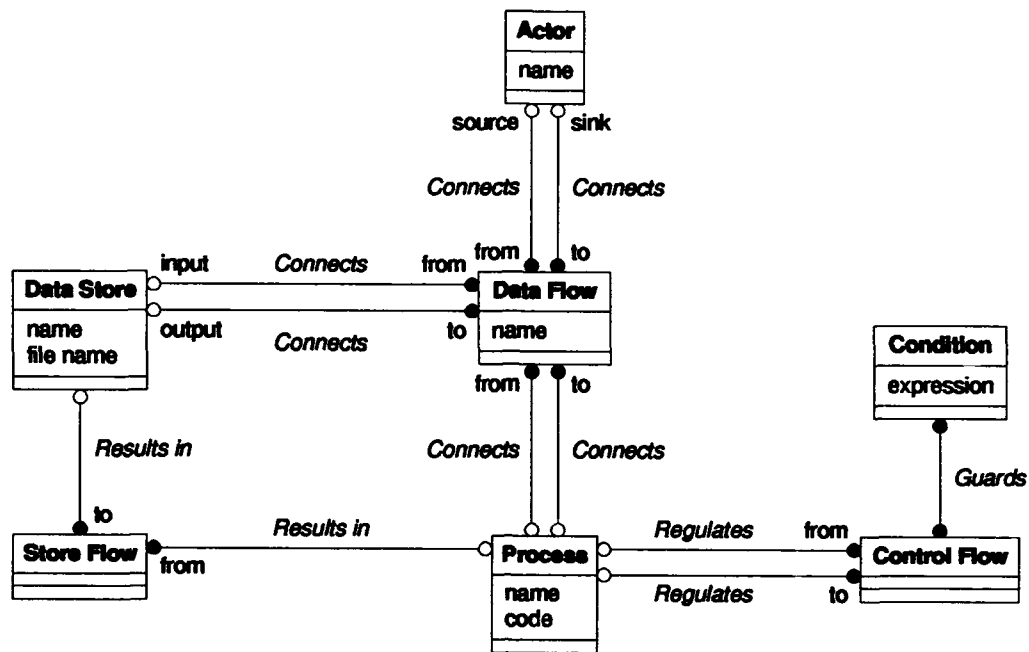 Actor
name
source
sink
Connects
Connects
from
to
input
Connects
from
Data Store
Data Flow
name
file name
output
Connects
to
name
Condition
expression
from
to
Results in
Connects
Connects
Guards
to
Results in
Regulates
from
Store Flow
from
Process
Control Flow
name
code
Regulates
to